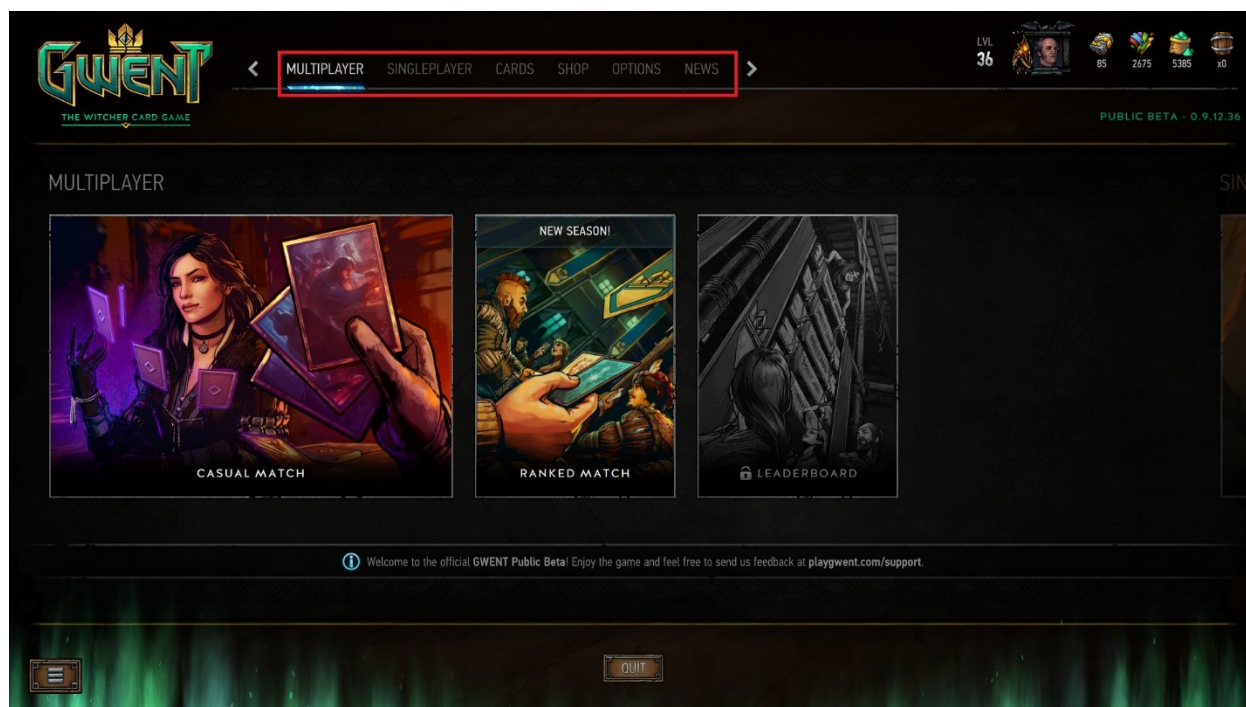 GWENT
THE WITCHER CARD GAME
MULTIPLAYER SINGLEPLAYER CARDS SHOP OPTIONS NEWS
LVL
36
85 2675 5385 x0
PUBLIC BETA - 0.9.12.36
MULTIPLAYER
SIN
NEW SEASON!
CASUAL MATCH
RANKED MATCH
LEADERBOARD
Welcome to the official GWENT Public Beta! Enjoy the game and feel free to send us feedback at playgwent.com/support.
QUIT